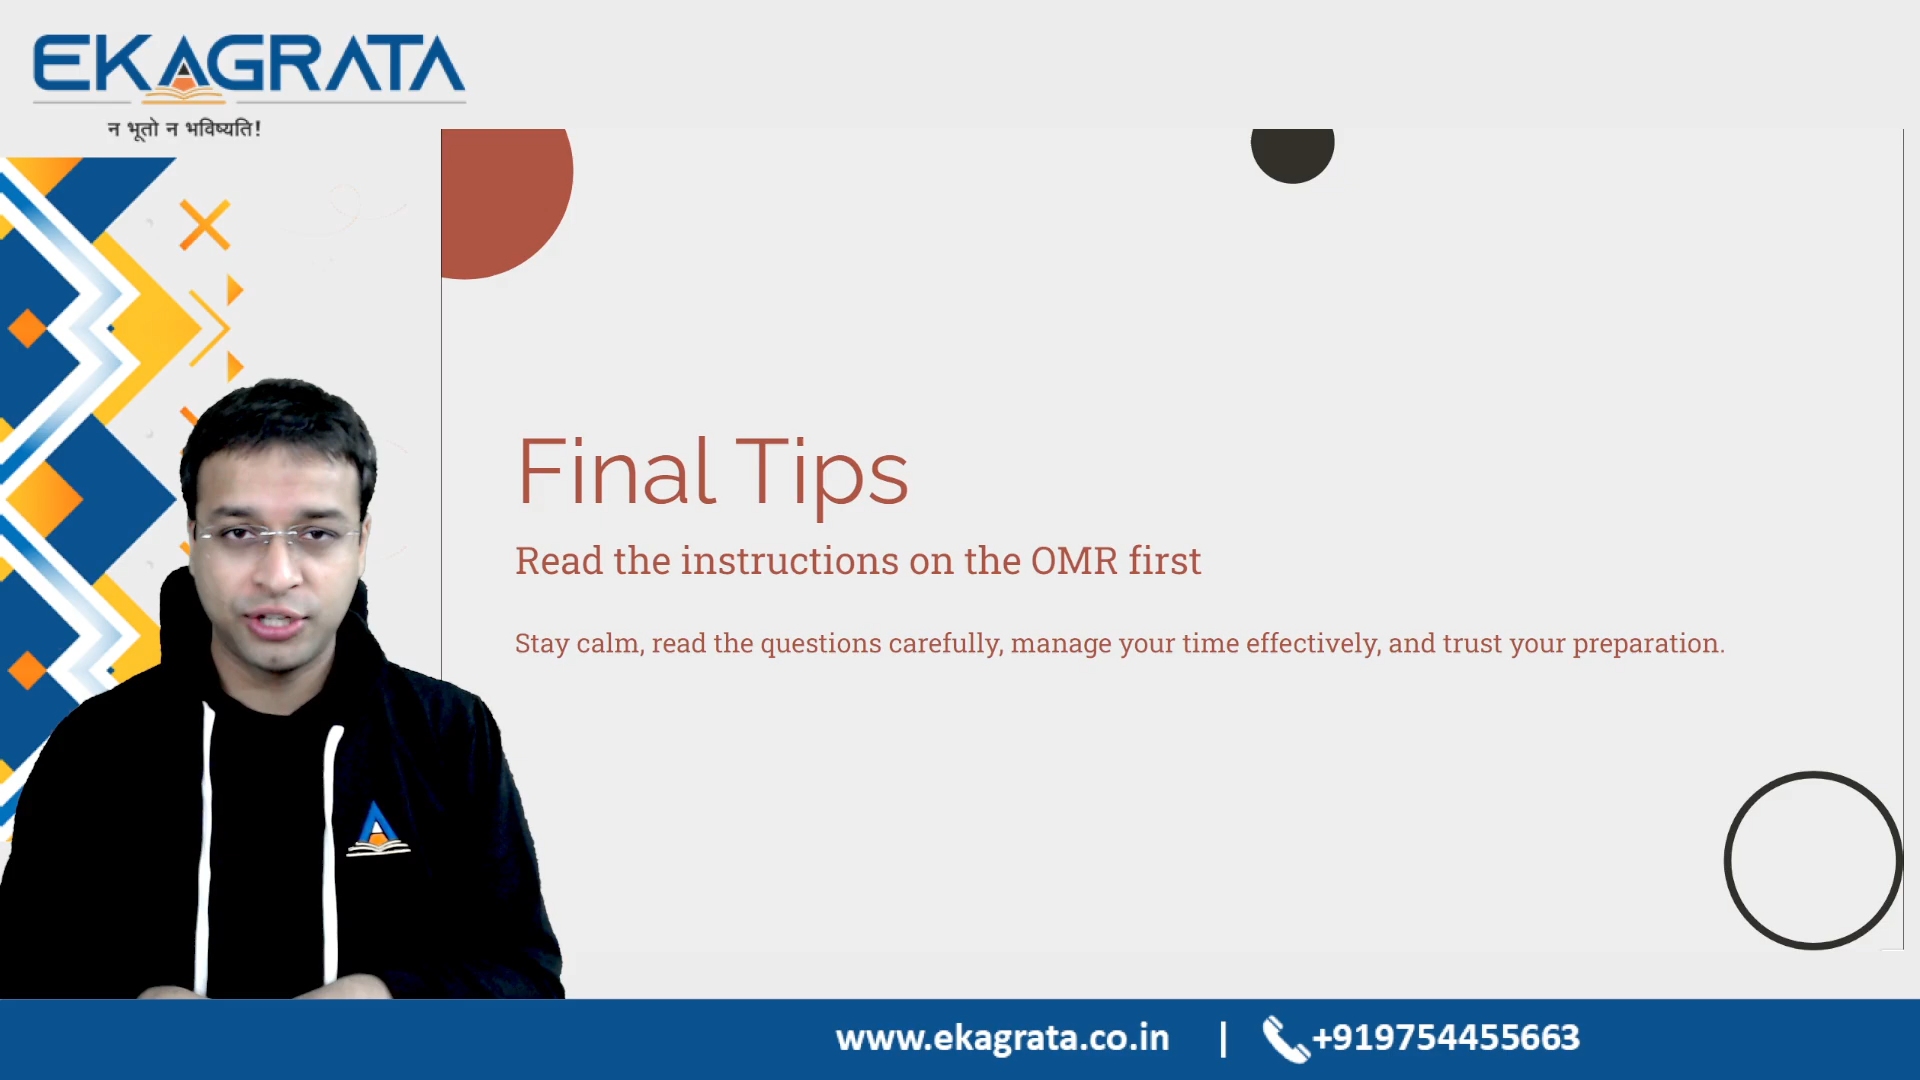 EKAGRATA
न भूतो न भविष्यति!
Final Tips
Read the instructions on the OMR first
Stay calm, read the questions carefully, manage your time effectively, and trust your preparation.
www.ekagrata.co.in | +919754455663